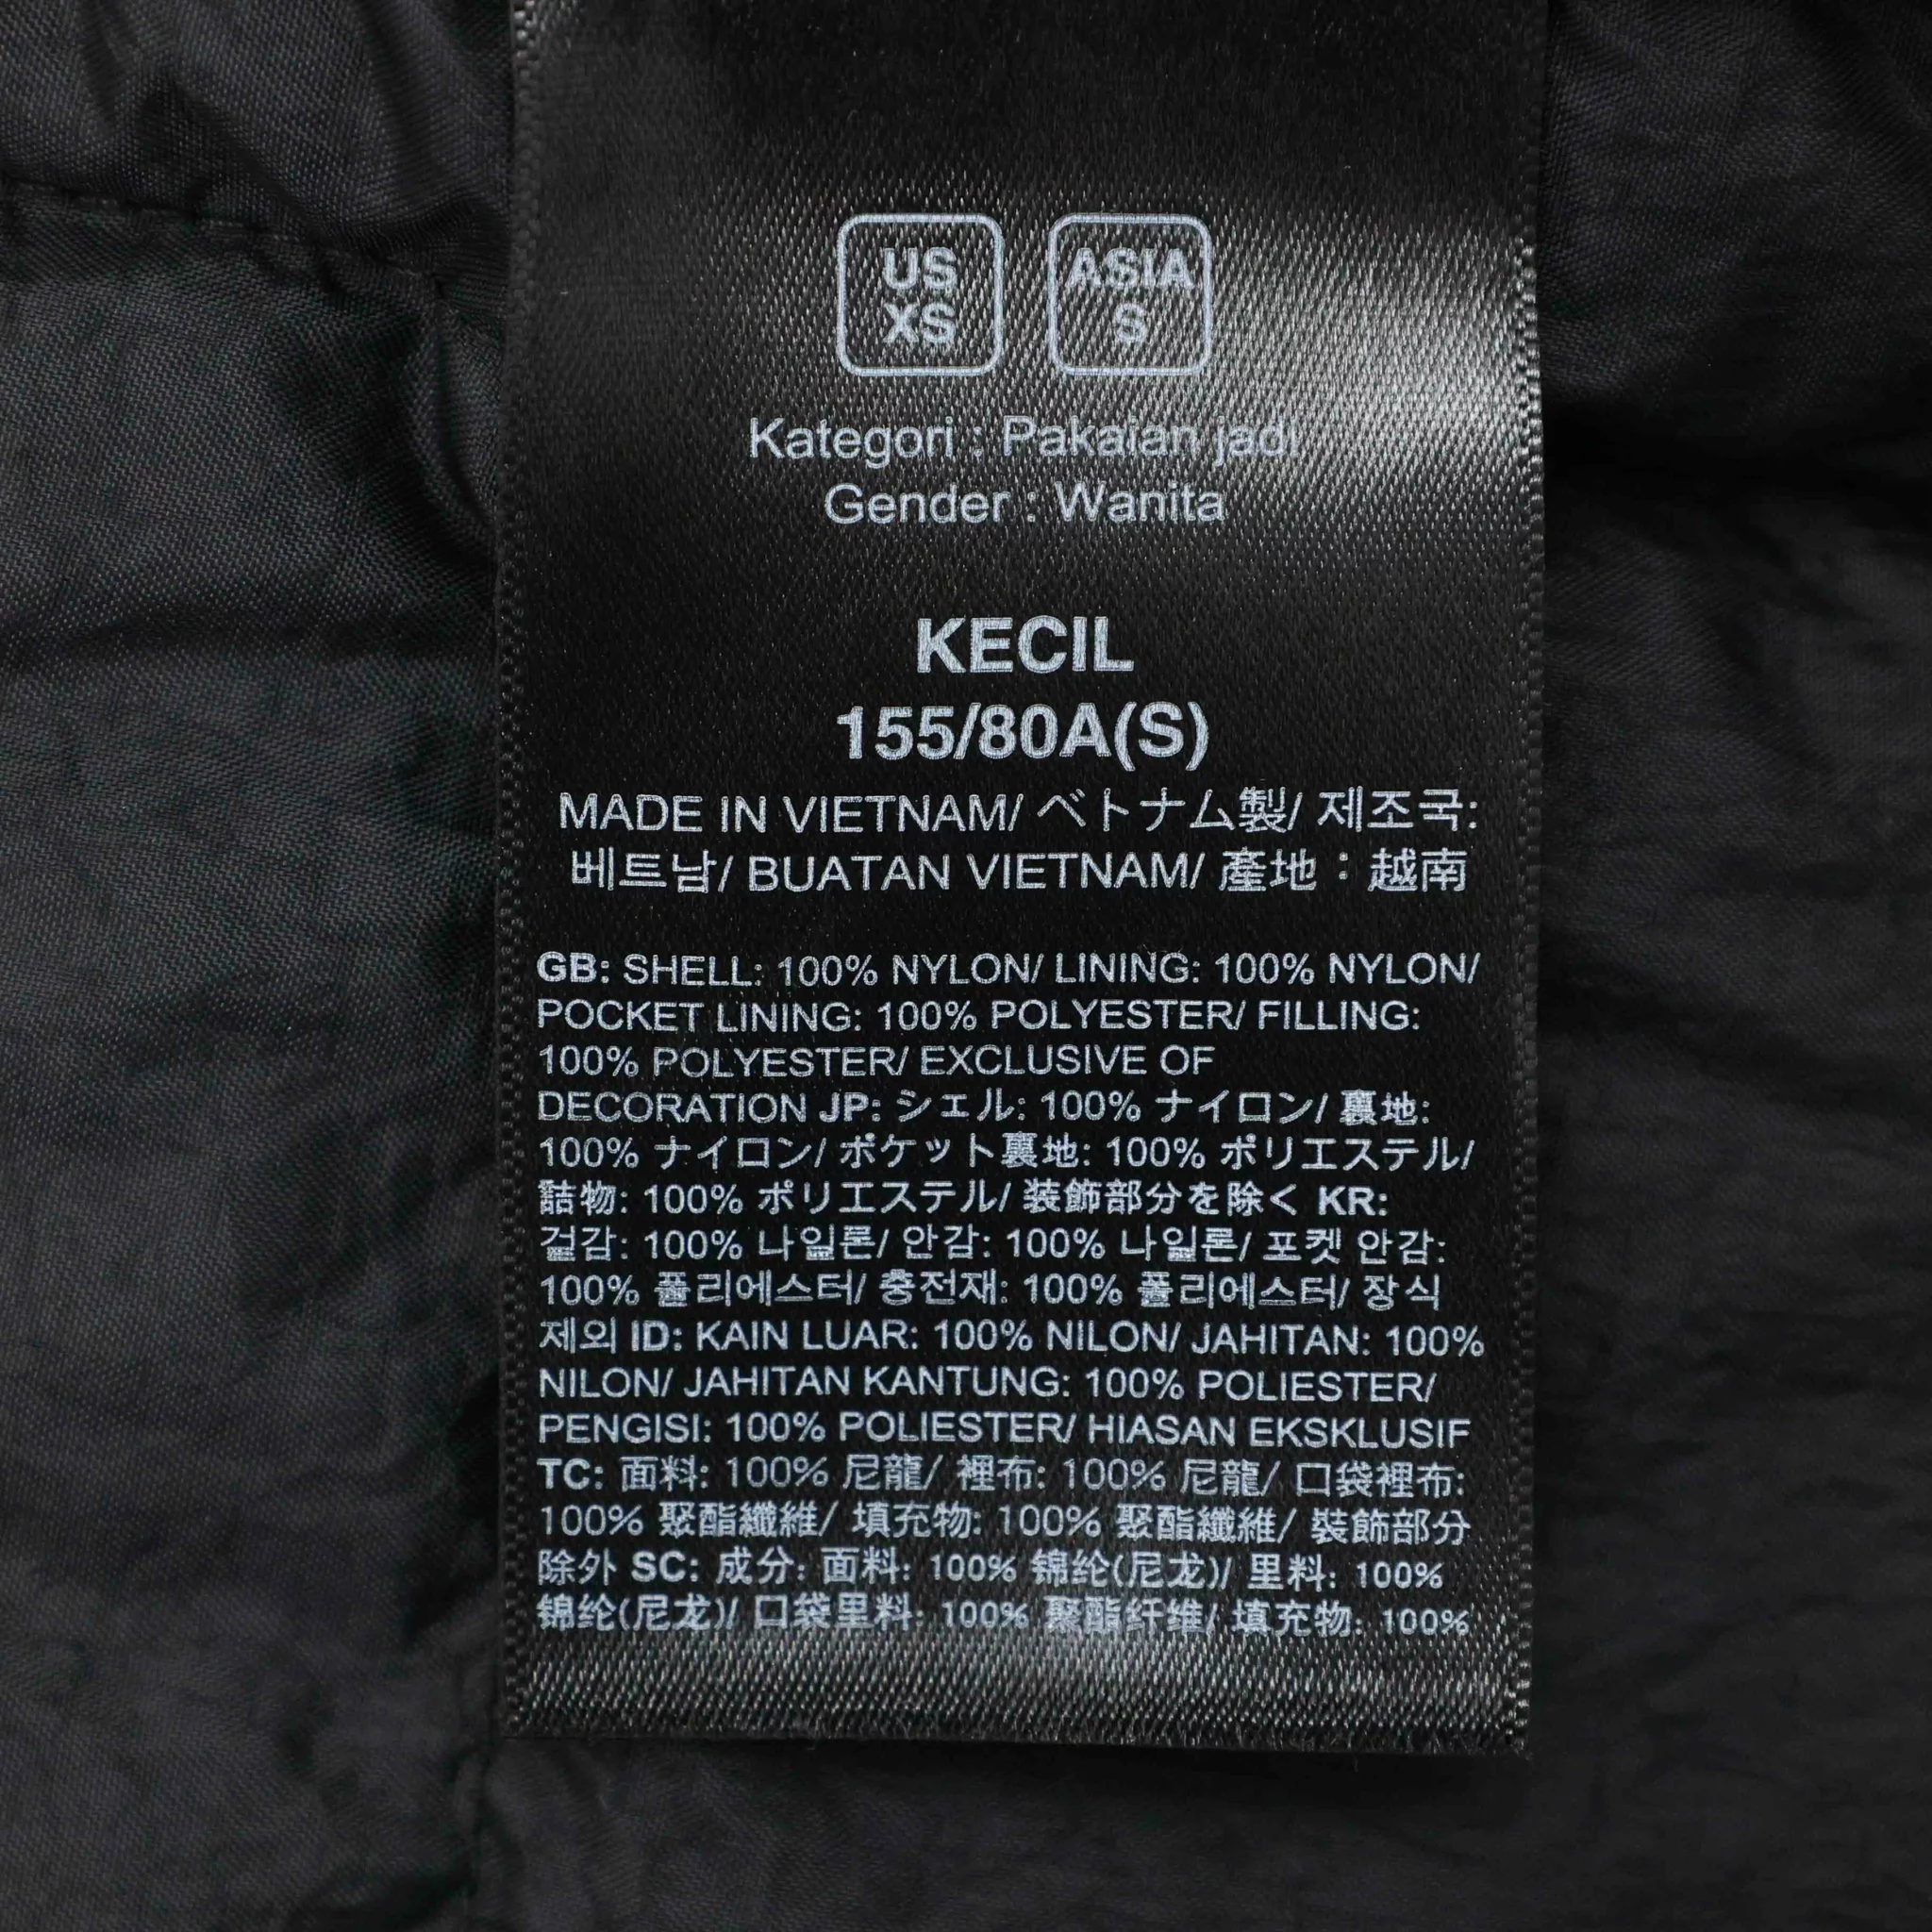 US
XS
ASIA
S
Kategori : Pakaian jadi
Gender : Wanita
KECIL
155/80A(S)
MADE IN VIETNAM/ ベトナム製/ 제조국:
베트남/ BUATAN VIETNAM/ 產地：越南
GB: SHELL: 100% NYLON/ LINING: 100% NYLON/
POCKET LINING: 100% POLYESTER/ FILLING:
100% POLYESTER/ EXCLUSIVE OF
DECORATION JP: シェル: 100% ナイロン/ 裏地:
100% ナイロン/ ポケット裏地: 100% ポリエステル/
詰物: 100% ポリエステル/ 装飾部分を除く KR:
겉감: 100% 나일론/ 안감: 100% 나일론/ 포켓 안감:
100% 폴리에스터/ 충전재: 100% 폴리에스터/ 장식
제외 ID: KAIN LUAR: 100% NILON/ JAHITAN: 100%
NILON/ JAHITAN KANTUNG: 100% POLIESTER/
PENGISI: 100% POLIESTER/ HIASAN EKSKLUSIF
TC: 面料: 100% 尼龍/ 裡布: 100% 尼龍/ 口袋裡布:
100% 聚酯纖維/ 填充物: 100% 聚酯纖維/ 裝飾部分
除外 SC: 成分: 面料: 100% 锦纶(尼龙)/ 里料: 100%
锦纶(尼龙)/ 口袋里料: 100% 聚酯纤维/ 填充物: 100%